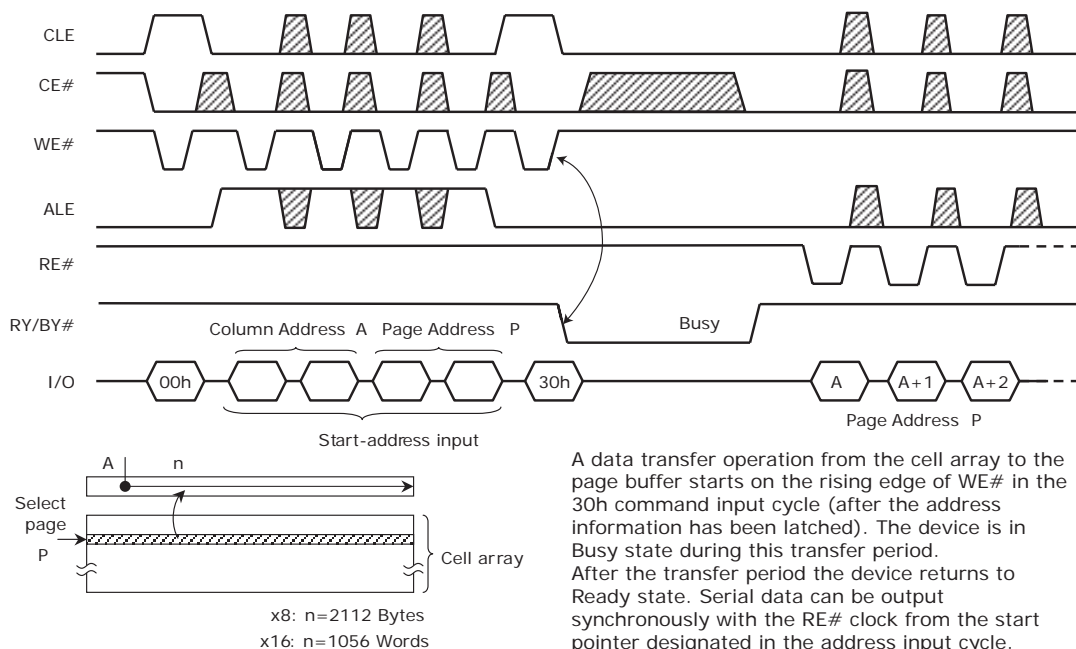 CLE
CE#
WE#
ALE
RE#
RY/BY#
Busy
Column Address A Page Address P
I/O
00h
30h
A
A+1
A+2
Start-address input
Page Address P
A
n
Select
page
P
Cell array
x8: n=2112 Bytes
x16: n=1056 Words
A data transfer operation from the cell array to the
page buffer starts on the rising edge of WE# in the
30h command input cycle (after the address
information has been latched). The device is in
Busy state during this transfer period.
After the transfer period the device returns to
Ready state. Serial data can be output
synchronously with the RE# clock from the start
pointer designated in the address input cycle.